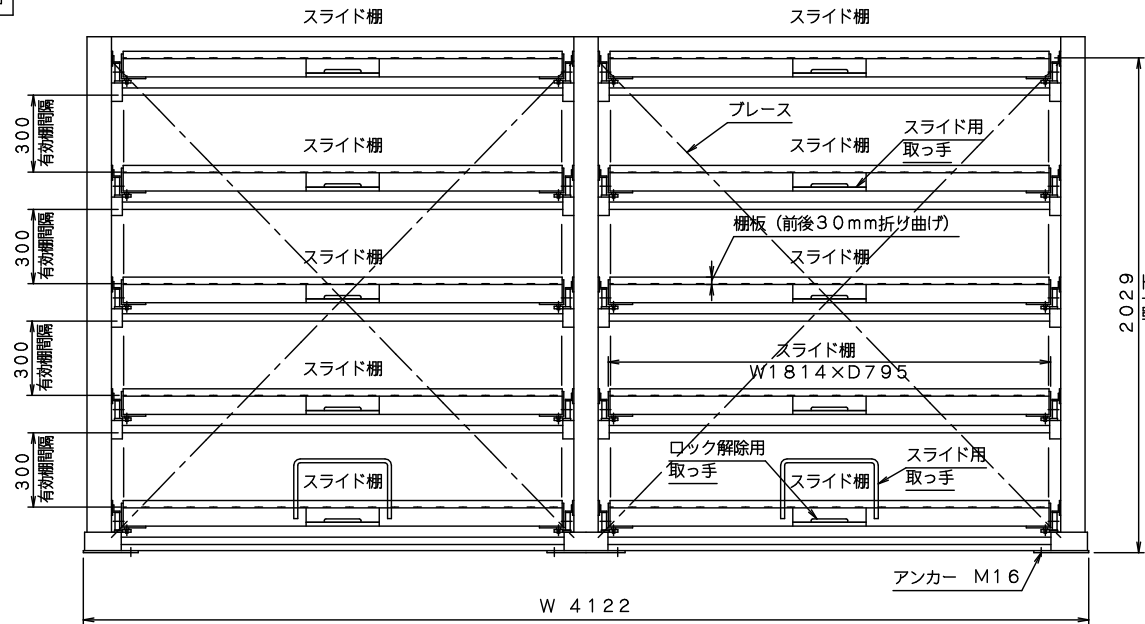 スライド棚
スライド棚
300
有効棚間隔
ブレース
スライド棚
スライド棚
スライド用
取っ手
300
有効棚間隔
棚板（前後30mm折り曲げ）
スライド棚
スライド棚
2029
300
有効棚間隔
スライド棚
スライド棚
W1814×D795
300
有効棚間隔
ロック解除用
取っ手
スライド用
取っ手
スライド棚
スライド棚
アンカー M16
W 4122